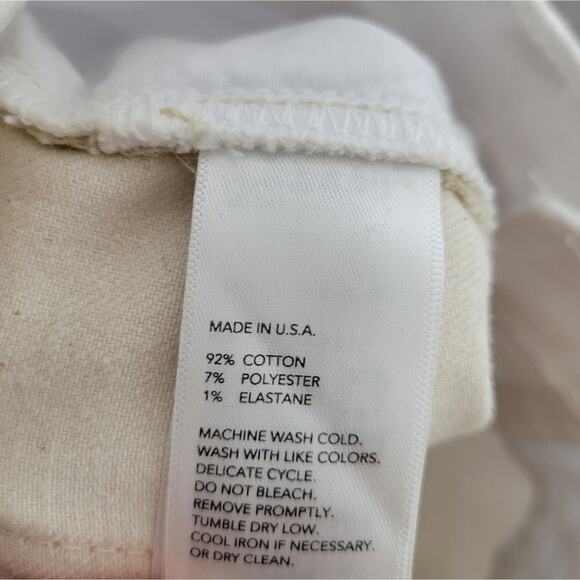 MADE IN U.S.A.
92% COTTON
7% POLYESTER
1% ELASTANE
MACHINE WASH COLD.
WASH WITH LIKE COLORS.
DELICATE CYCLE.
DO NOT BLEACH.
REMOVE PROMPTLY.
TUMBLE DRY LOW.
COOL IRON IF NECESSARY.
OR DRY CLEAN.